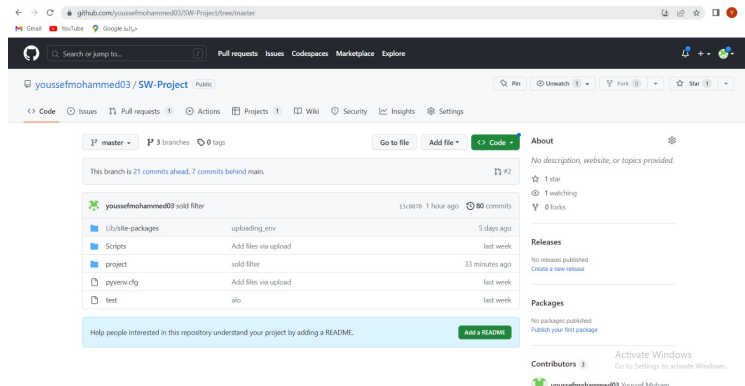 github.com/youssefmohammed03/SW-Project/tree/master
Gmail YouTube خرائط Google
Search or jump to... / Pull requests Issues Codespaces Marketplace Explore
youssefmohammed03 / SW-Project Public
Pin Unwatch 1 Fork 0 Star 1
Code Issues Pull requests 1 Actions Projects 1 Wiki Security Insights Settings
master 3 branches 0 tags
Go to file Add file Code
This branch is 21 commits ahead, 7 commits behind main.
#2
youssefmohammed03 sold filter
13c0870 1 hour ago 80 commits
Lib/site-packages uploading_env 5 days ago
Scripts Add files via upload last week
project sold filter 33 minutes ago
pyvenv.cfg Add files via upload last week
test alo last week
Help people interested in this repository understand your project by adding a README.
Add a README
About
No description, website, or topics provided.
1 star
1 watching
0 forks
Releases
No releases published
Create a new release
Packages
No packages published
Publish your first package
Contributors 3
youssefmohammed03 Youssf Moham
Activate Windows
Go to Settings to activate Windows.